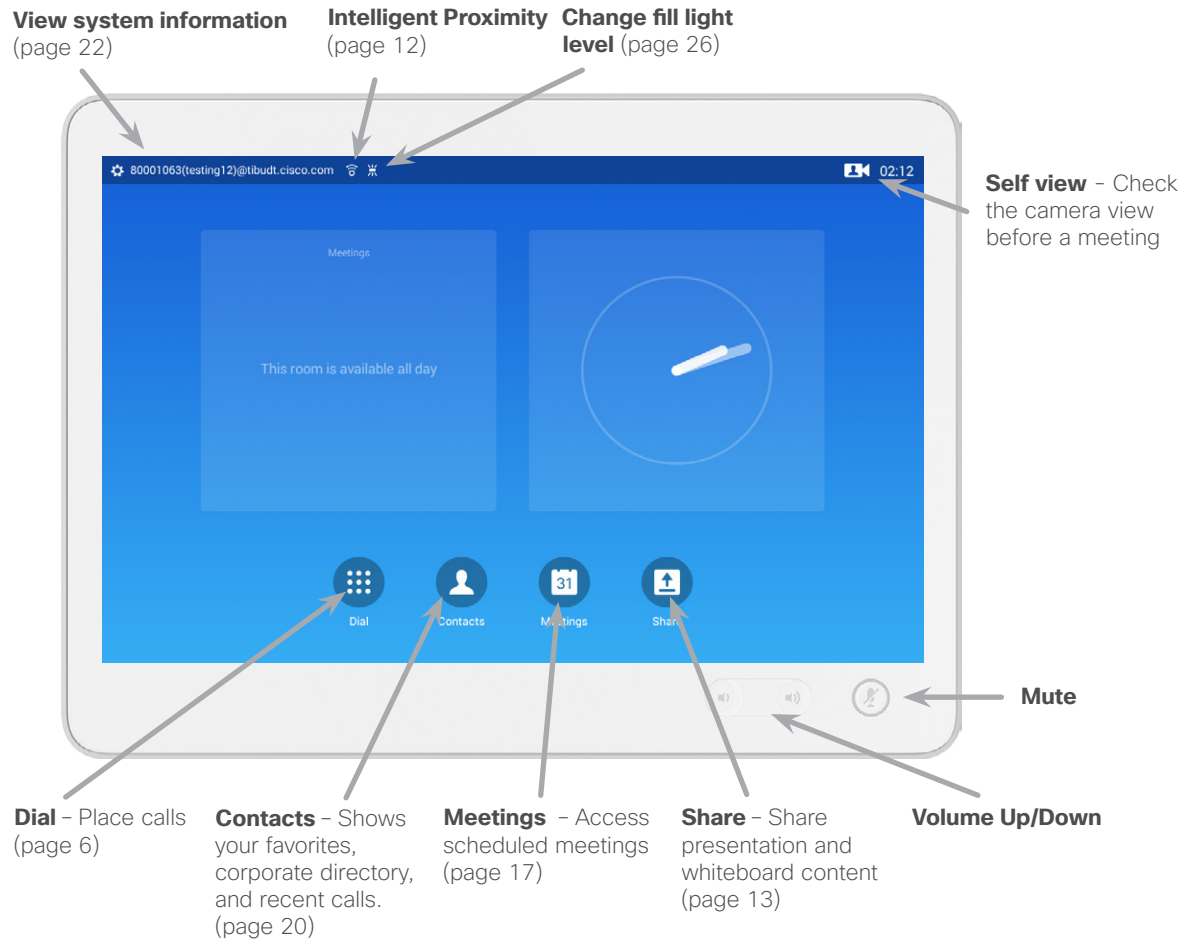 View system information
(page 22)
Intelligent Proximity
(page 12)
Change fill light
level (page 26)
80001063(testing12)@tibudt.cisco.com
02:12
Self view - Check
the camera view
before a meeting
Meetings
This room is available all day
31
Dial
Contacts
Meetings
Share
Mute
Dial – Place calls
(page 6)
Contacts – Shows
your favorites,
corporate directory,
and recent calls.
(page 20)
Meetings – Access
scheduled meetings
(page 17)
Share – Share
presentation and
whiteboard content
(page 13)
Volume Up/Down